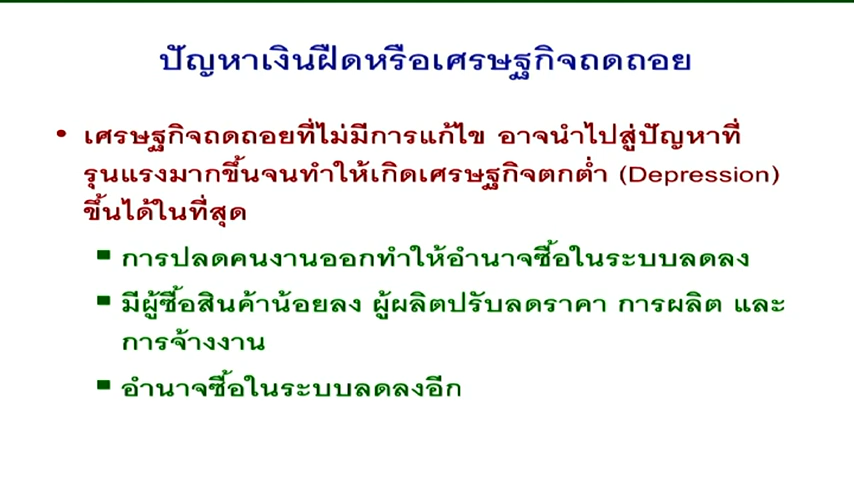 ปัญหาเงินฝืดหรือเศรษฐกิจถดถอย
• เศรษฐกิจถดถอยที่ไม่มีการแก้ไข อาจนำไปสู่ปัญหาที่
รุนแรงมากขึ้นจนทำให้เกิดเศรษฐกิจตกต่ำ (Depression)
ขึ้นได้ในที่สุด
▪ การปลดคนงานออกทำให้อำนาจซื้อในระบบลดลง
▪ มีผู้ซื้อสินค้าน้อยลง ผู้ผลิตปรับลดราคา การผลิต และ
การจ้างงาน
▪ อำนาจซื้อในระบบลดลงอีก